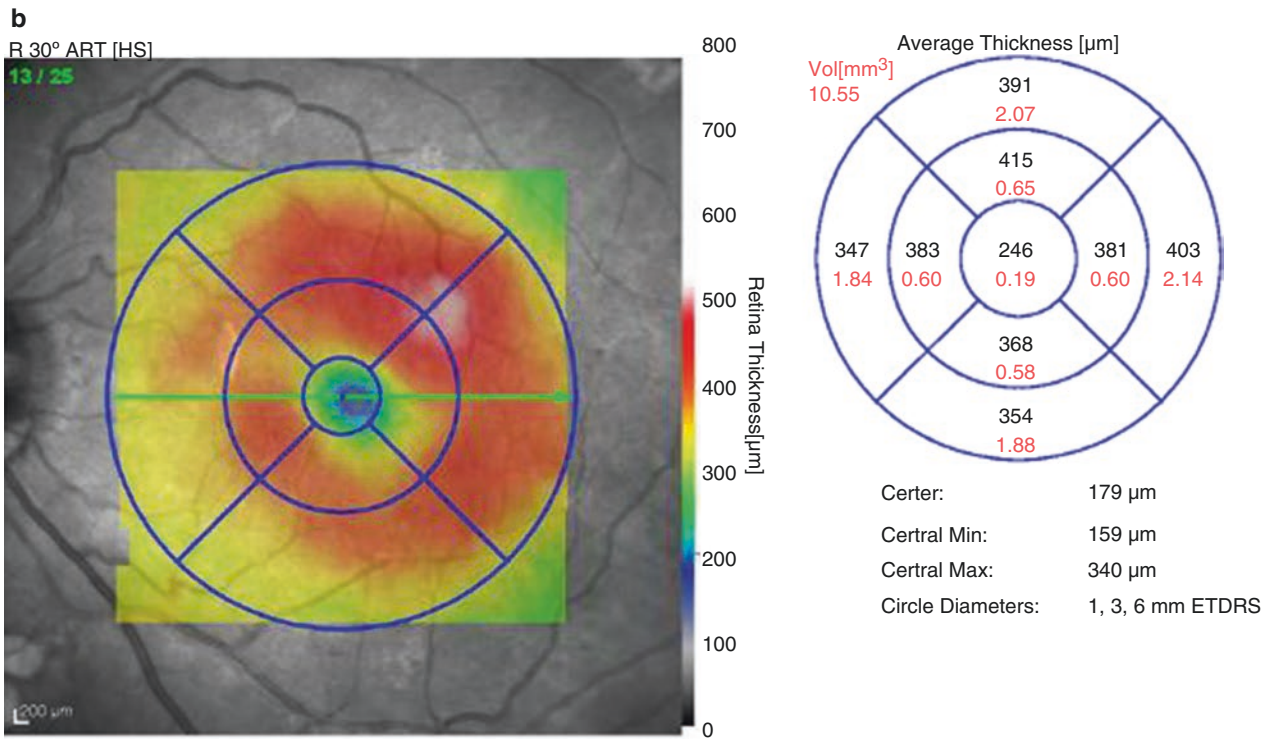 b
R 30° ART [HS]
13 / 25
200 µm
800
700
600
500
400
300
200
100
0
Retina Thickness[µm]
Average Thickness [µm]
Vol[mm³]
10.55
391
2.07
415
0.65
347 383 246 381 403
1.84 0.60 0.19 0.60 2.14
368
0.58
354
1.88
Certer: 179 µm
Certral Min: 159 µm
Certral Max: 340 µm
Circle Diameters: 1, 3, 6 mm ETDRS